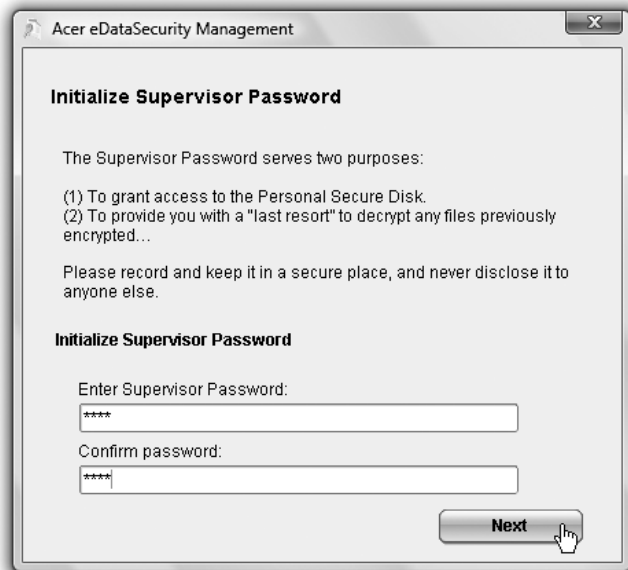 Acer eDataSecurity Management
X
Initialize Supervisor Password
The Supervisor Password serves two purposes:
(1) To grant access to the Personal Secure Disk.
(2) To provide you with a "last resort" to decrypt any files previously
encrypted...
Please record and keep it in a secure place, and never disclose it to
anyone else.
Initialize Supervisor Password
Enter Supervisor Password:
****
Confirm password:
****
Next